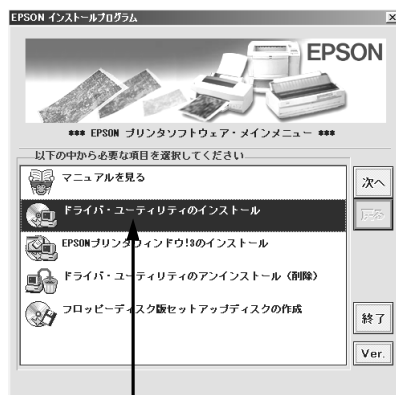 EPSON インストールプログラム
EPSON
*** EPSON プリンタソフトウェア・メインメニュー ***
以下の中から必要な項目を選択してください
マニュアルを見る
次へ
ドライバ・ユーティリティのインストール
戻る
EPSONプリンタウィンドウ!3のインストール
ドライバ・ユーティリティのアンインストール（削除）
フロッピーディスク版セットアップディスクの作成
終了
Ver.